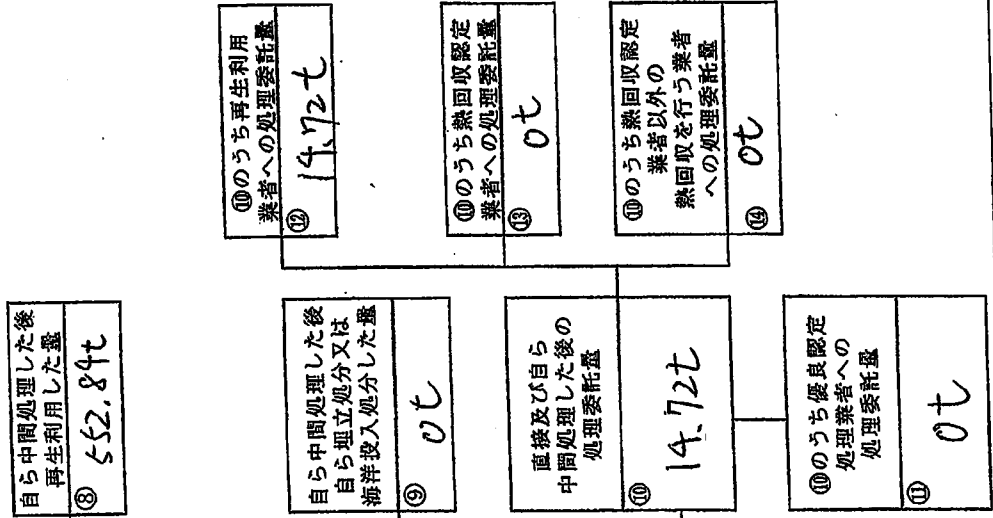 自ら中間処理した後
再生利用した量
⑧ 552.84t
自ら中間処理した後
自ら埋立処分又は
海洋投入処分した量
⑨ 0t
直接及び自ら
中間処理した後の
処理委託量
⑩ 14.72t
⑩のうち優良認定
処理業者への
処理委託量
⑪ 0t
⑩のうち再生利用
業者への処理委託量
⑫ 14.72t
⑩のうち熱回収認定
業者への処理委託量
⑬ 0t
⑩のうち熱回収認定
業者以外の
熱回収を行う業者
への処理委託量
⑭ 0t